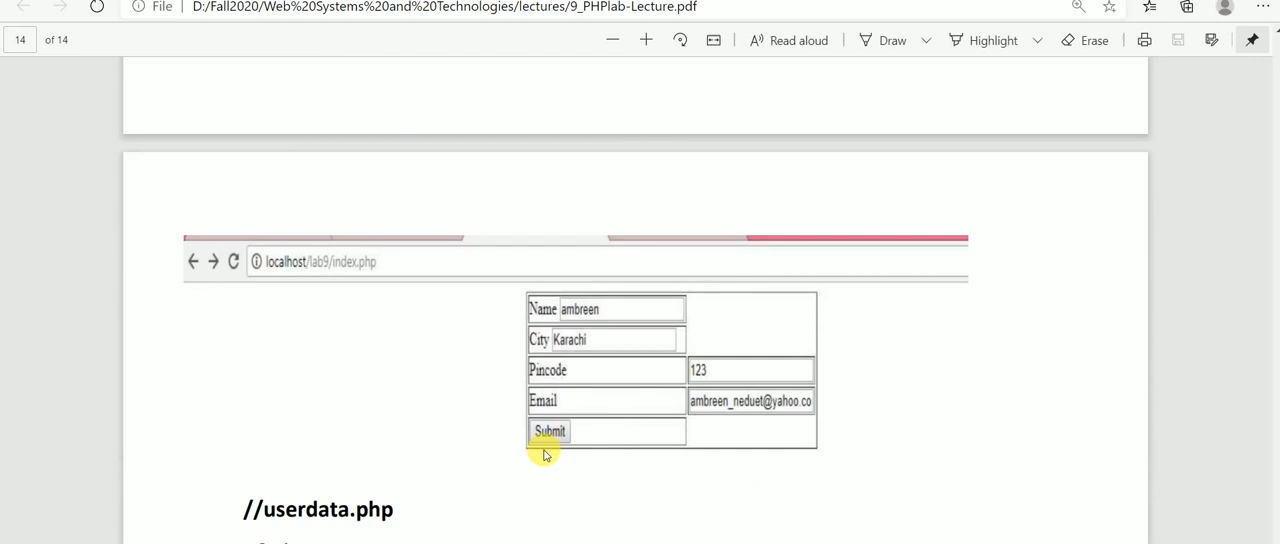 File D:/Fall2020/Web%20Systems%20and%20Technologies/lectures/9_PHPlab-Lecture.pdf
14 of 14 Read aloud Draw Highlight Erase
localhost/lab9/index.php
Name ambreen
City Karachi
Pincode 123
Email ambreen_neduet@yahoo.co
Submit
//userdata.php